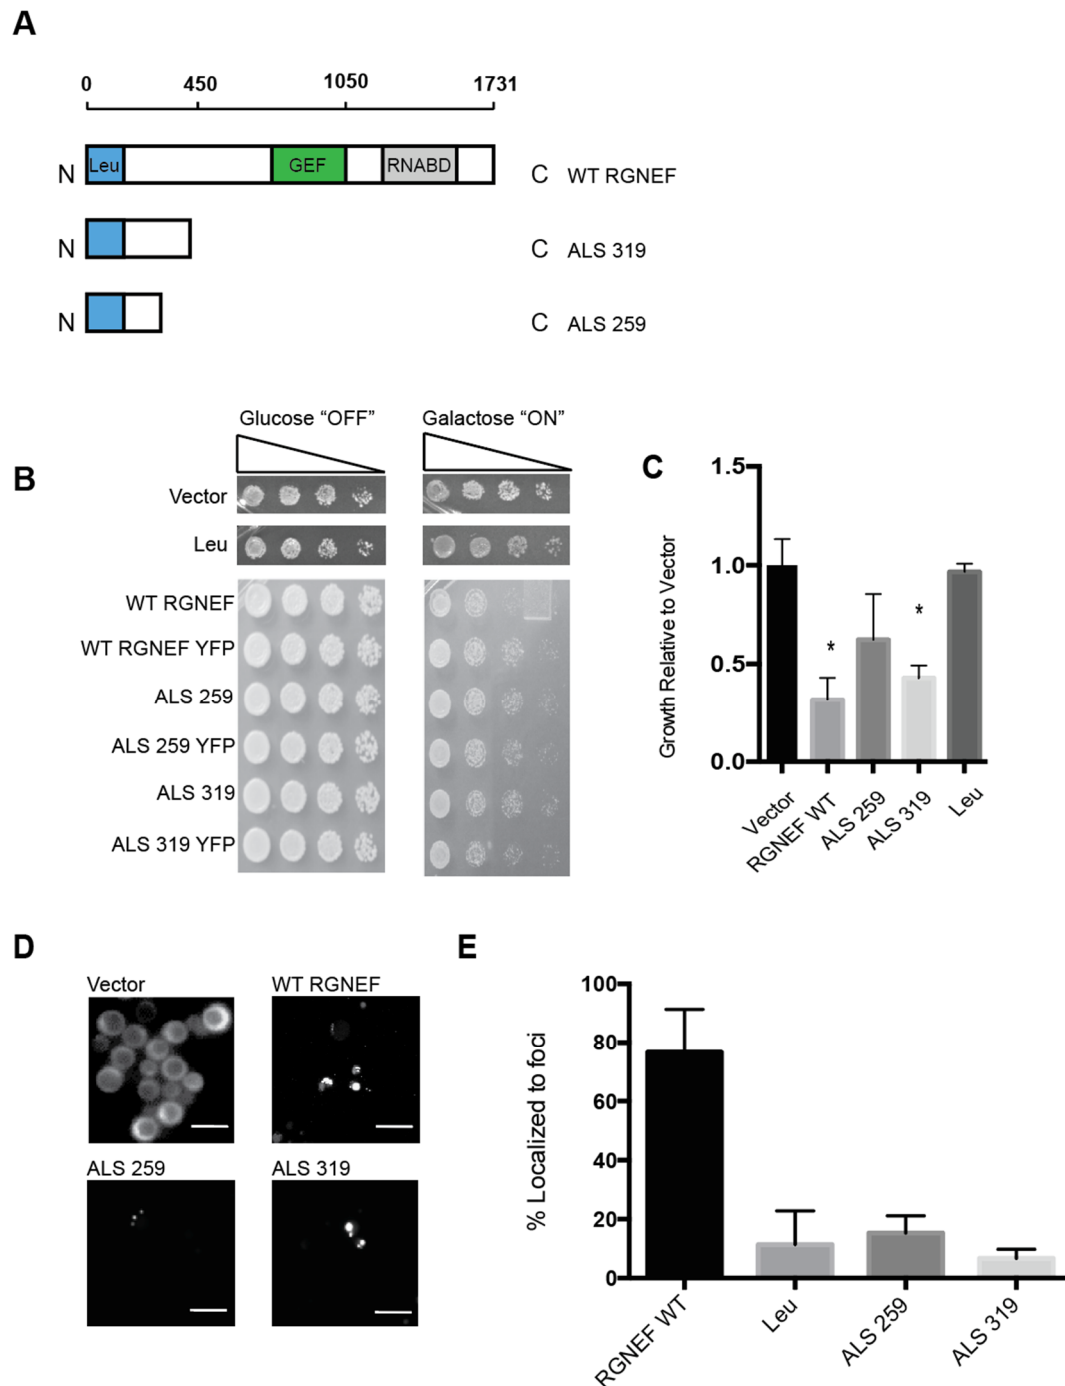 A
0 450 1050 1731
N Leu GEF RNABD C WT RGNEF
N C ALS 319
N C ALS 259
B
Glucose “OFF” Galactose “ON”
Vector
Leu
WT RGNEF
WT RGNEF YFP
ALS 259
ALS 259 YFP
ALS 319
ALS 319 YFP
C
Growth Relative to Vector
1.5
1.0
0.5
0.0
* *
Vector RGNEF WT ALS 259 ALS 319 Leu
D
Vector WT RGNEF
ALS 259 ALS 319
E
% Localized to foci
100
80
60
40
20
0
RGNEF WT Leu ALS 259 ALS 319